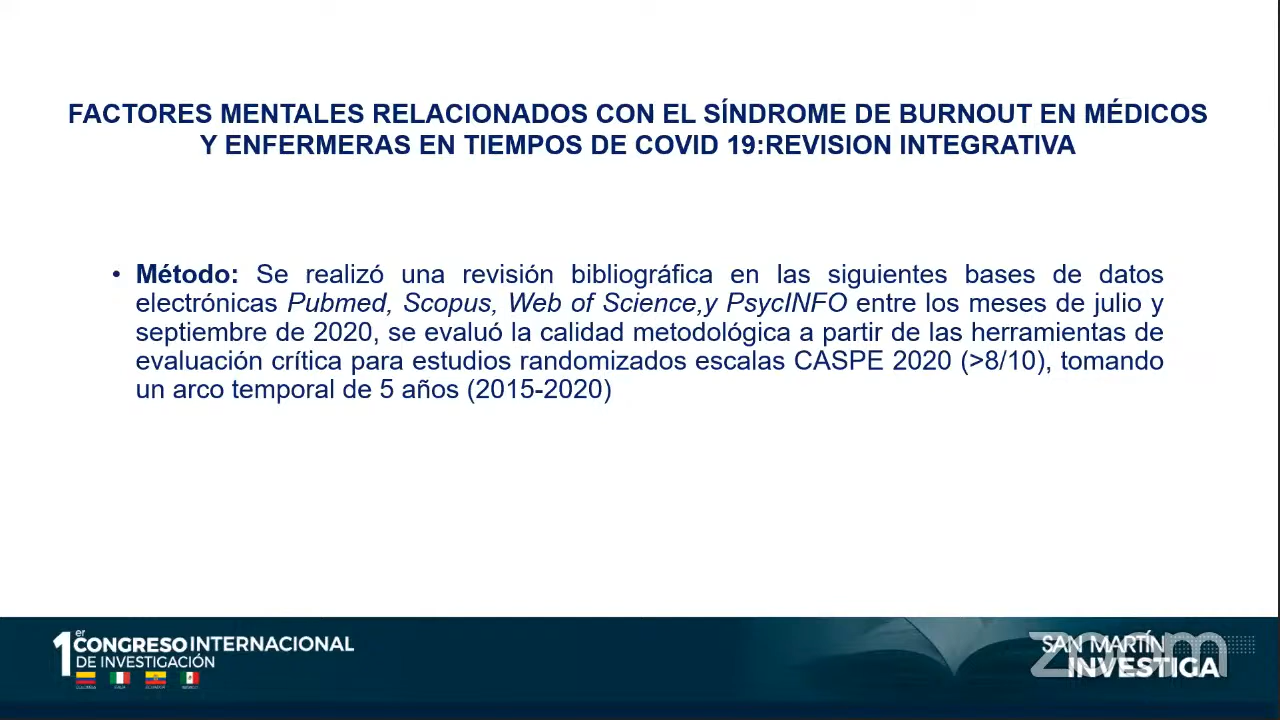 FACTORES MENTALES RELACIONADOS CON EL SÍNDROME DE BURNOUT EN MÉDICOS
Y ENFERMERAS EN TIEMPOS DE COVID 19:REVISION INTEGRATIVA
• Método: Se realizó una revisión bibliográfica en las siguientes bases de datos
electrónicas Pubmed, Scopus, Web of Science,y PsycINFO entre los meses de julio y
septiembre de 2020, se evaluó la calidad metodológica a partir de las herramientas de
evaluación crítica para estudios randomizados escalas CASPE 2020 (>8/10), tomando
un arco temporal de 5 años (2015-2020)
1er CONGRESO INTERNACIONAL
DE INVESTIGACIÓN
COLOMBIA ITALIA ECUADOR MÉXICO
SAN MARTÍN
INVESTIGA
zoom